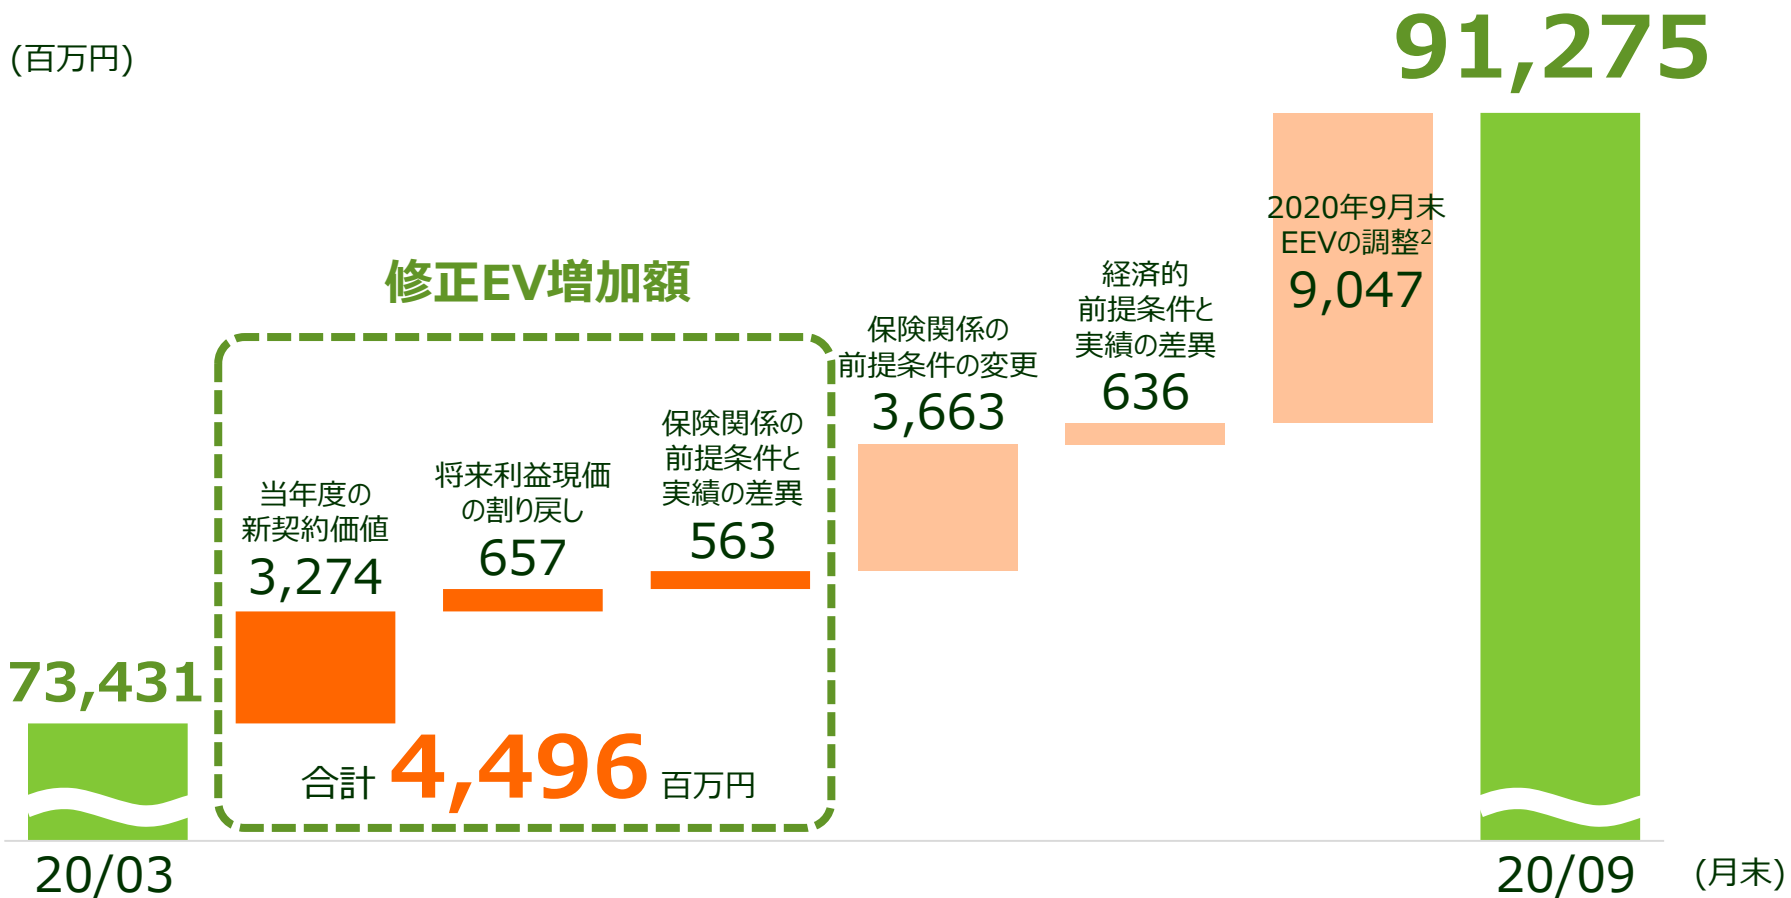 (百万円)
91,275
2020年9月末
EEVの調整2
9,047
修正EV増加額
経済的
前提条件と
実績の差異
636
保険関係の
前提条件の変更
3,663
保険関係の
前提条件と
実績の差異
563
将来利益現価
の割り戻し
657
当年度の
新契約価値
3,274
73,431
合計 4,496 百万円
20/03
20/09
(月末)